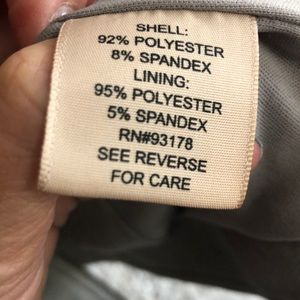 SHELL:
92% POLYESTER
8% SPANDEX
LINING:
95% POLYESTER
5% SPANDEX
RN#93178
SEE REVERSE
FOR CARE